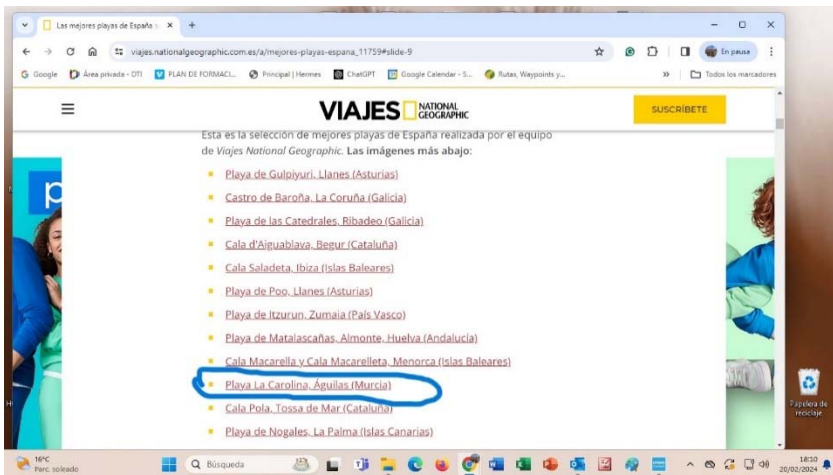 Las mejores playas de España s
viajes.nationalgeographic.com.es/a/mejores-playas-espana_11759#slide-9
En pausa
Google
Área privada - DTI
PLAN DE FORMACI...
Principal | Hermes
ChatGPT
Google Calendar - S...
Rutas, Waypoints y...
Todos los marcadores
VIAJES NATIONAL GEOGRAPHIC
SUSCRÍBETE
Esta es la selección de mejores playas de España realizada por el equipo
de Viajes National Geographic. Las imágenes más abajo:
Playa de Gulpiyuri, Llanes (Asturias)
Castro de Baroña, La Coruña (Galicia)
Playa de las Catedrales, Ribadeo (Galicia)
Cala d'Aiguablava, Begur (Cataluña)
Cala Saladeta, Ibiza (Islas Baleares)
Playa de Poo, Llanes (Asturias)
Playa de Itzurun, Zumaia (País Vasco)
Playa de Matalascañas, Almonte, Huelva (Andalucía)
Cala Macarella y Cala Macarelleta, Menorca (Islas Baleares)
Playa La Carolina, Águilas (Murcia)
Cala Pola, Tossa de Mar (Cataluña)
Playa de Nogales, La Palma (Islas Canarias)
Papelera de
reciclaje
16°C
Parc. soleado
Búsqueda
18:10
20/02/2024